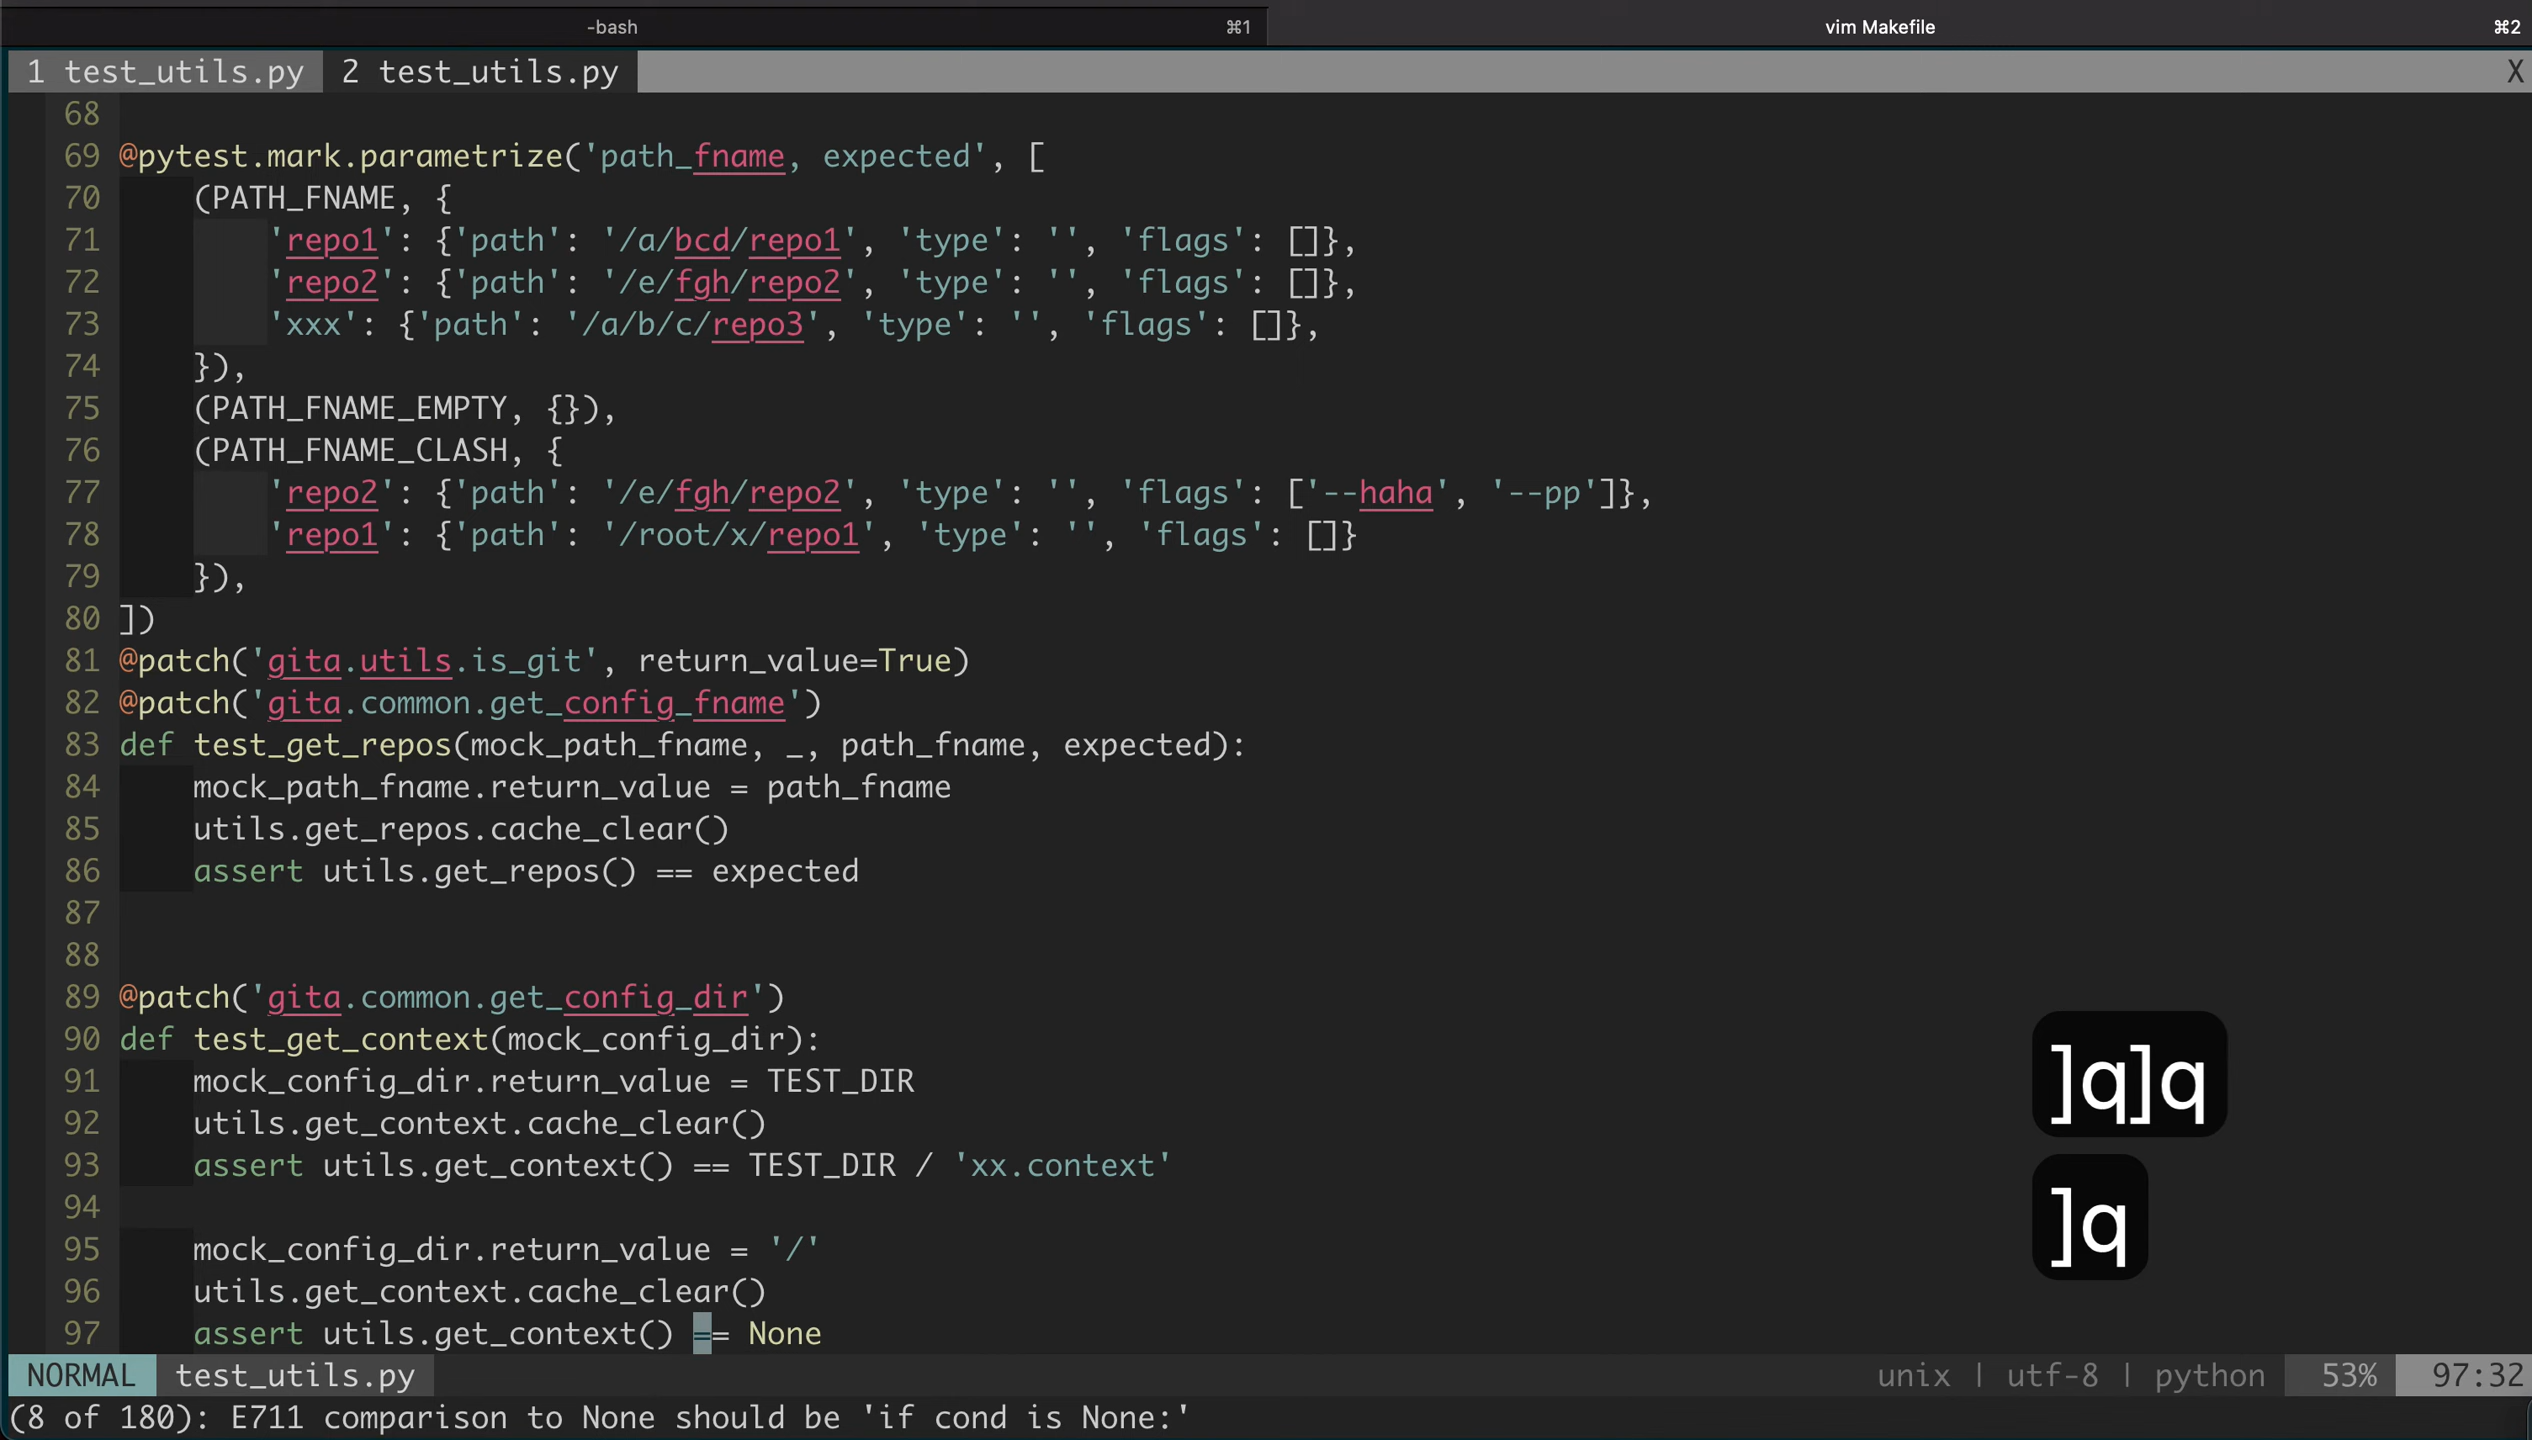 -bash ⌘1 vim Makefile ⌘2
1 test_utils.py 2 test_utils.py X
68
69 @pytest.mark.parametrize('path_fname, expected', [
70     (PATH_FNAME, {
71         'repo1': {'path': '/a/bcd/repo1', 'type': '', 'flags': []},
72         'repo2': {'path': '/e/fgh/repo2', 'type': '', 'flags': []},
73         'xxx': {'path': '/a/b/c/repo3', 'type': '', 'flags': []},
74     }),
75     (PATH_FNAME_EMPTY, {}),
76     (PATH_FNAME_CLASH, {
77         'repo2': {'path': '/e/fgh/repo2', 'type': '', 'flags': ['--haha', '--pp']},
78         'repo1': {'path': '/root/x/repo1', 'type': '', 'flags': []}
79     }),
80 ])
81 @patch('gita.utils.is_git', return_value=True)
82 @patch('gita.common.get_config_fname')
83 def test_get_repos(mock_path_fname, _, path_fname, expected):
84     mock_path_fname.return_value = path_fname
85     utils.get_repos.cache_clear()
86     assert utils.get_repos() == expected
87
88
89 @patch('gita.common.get_config_dir')
90 def test_get_context(mock_config_dir):
91     mock_config_dir.return_value = TEST_DIR
92     utils.get_context.cache_clear()
93     assert utils.get_context() == TEST_DIR / 'xx.context'
94
95     mock_config_dir.return_value = '/'
96     utils.get_context.cache_clear()
97     assert utils.get_context() == None
]q]q
]q
NORMAL test_utils.py unix | utf-8 | python 53% 97:32
(8 of 180): E711 comparison to None should be 'if cond is None:'